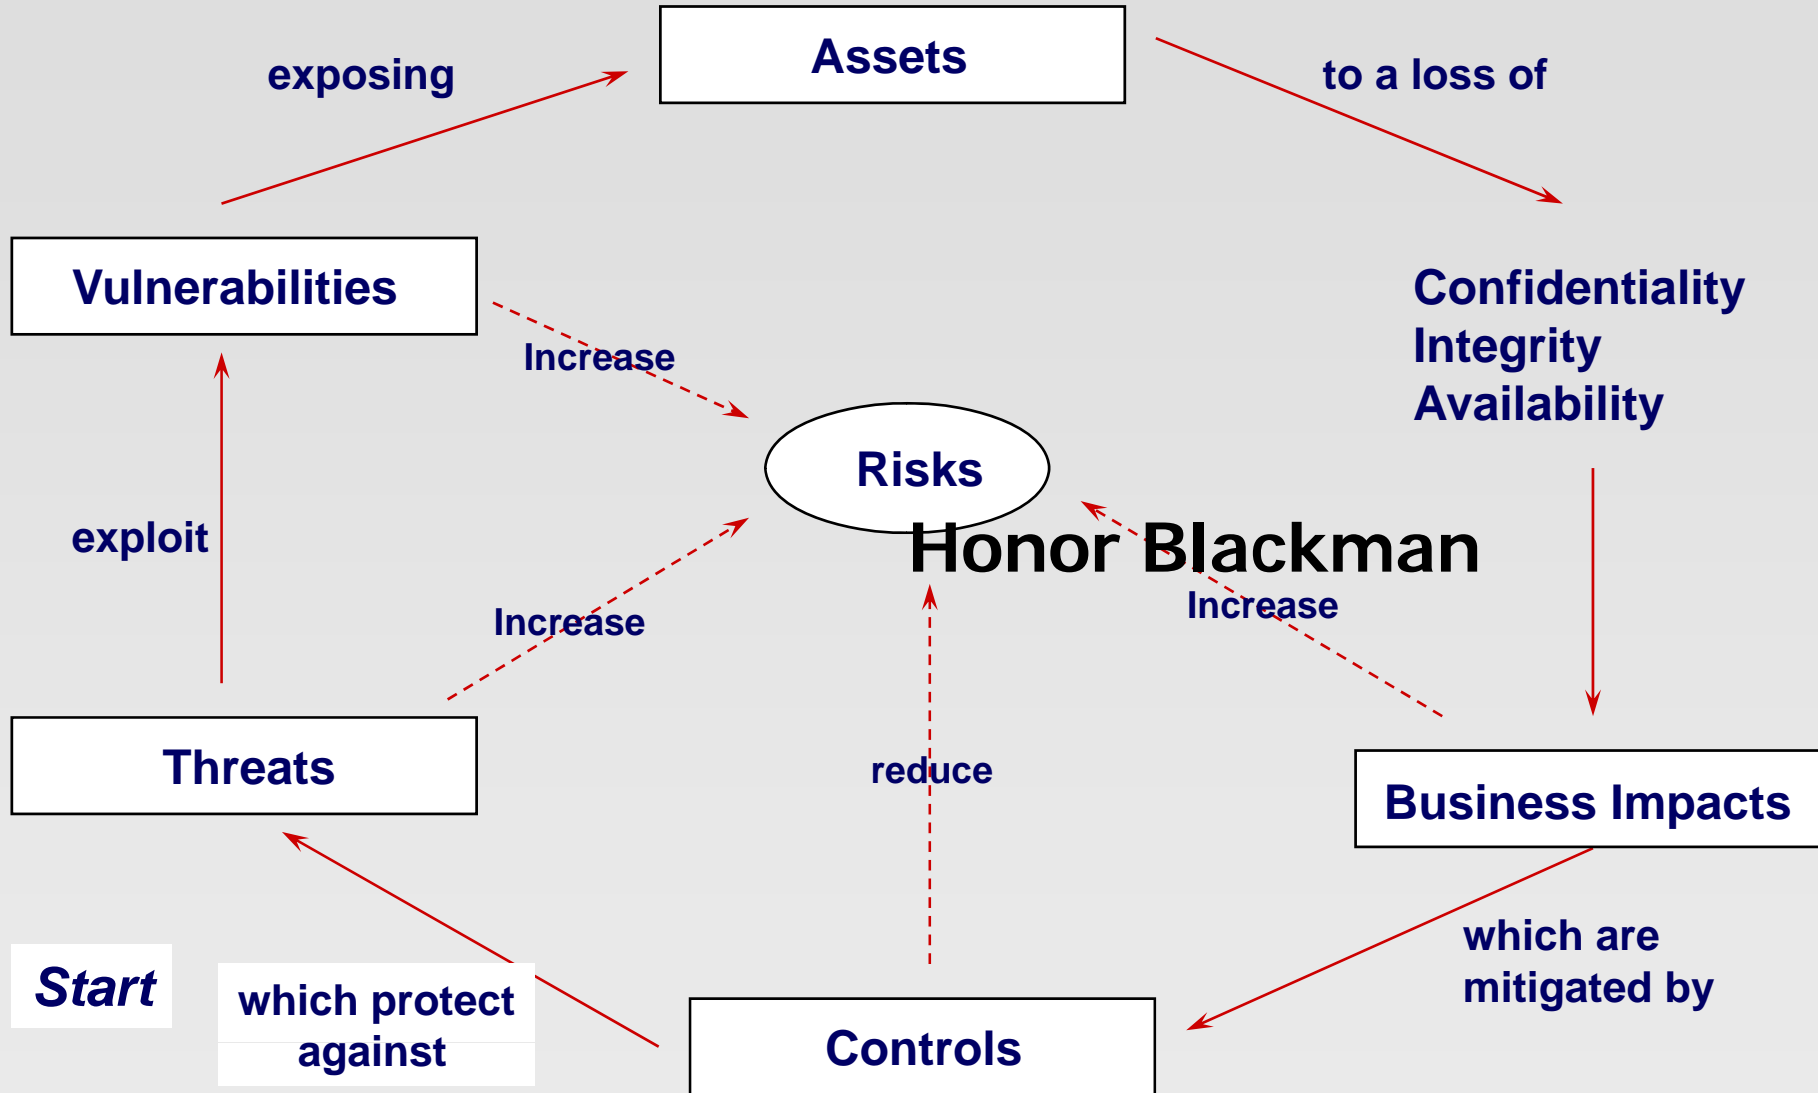 Assets
exposing
to a loss of
Vulnerabilities
Confidentiality
Integrity
Availability
Increase
Risks
exploit
Honor Blackman
Increase
Increase
Threats
reduce
Business Impacts
which are
mitigated by
Start
which protect
against
Controls